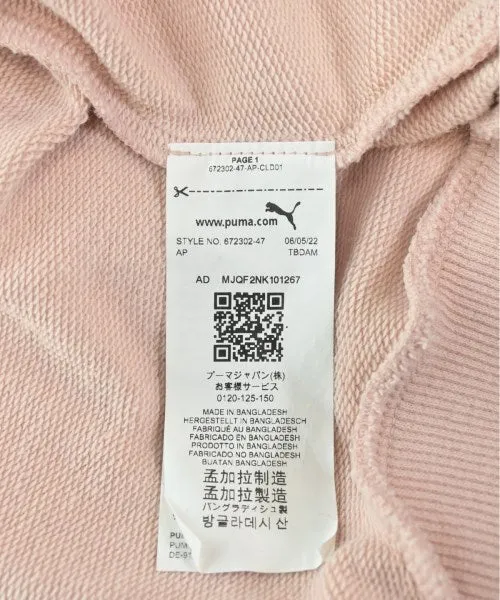 PAGE 1
672302-47-AP-CLD01
www.puma.com
STYLE NO. 672302-47 06/05/22
AP TBDAM
AD MJQF2NK101267
プーマジャパン(株)
お客様サービス
0120-125-150
MADE IN BANGLADESH
HERGESTELLT IN BANGLADESCH
FABRIQUÉ AU BANGLADESH
FABRICADO EN BANGLADESH
PRODOTTO IN BANGLADESH
FABRICADO NO BANGLADESH
BUATAN BANGLADESH
孟加拉制造
孟加拉製造
バングラディシュ製
방글라데시 산
PUMA
DE-91